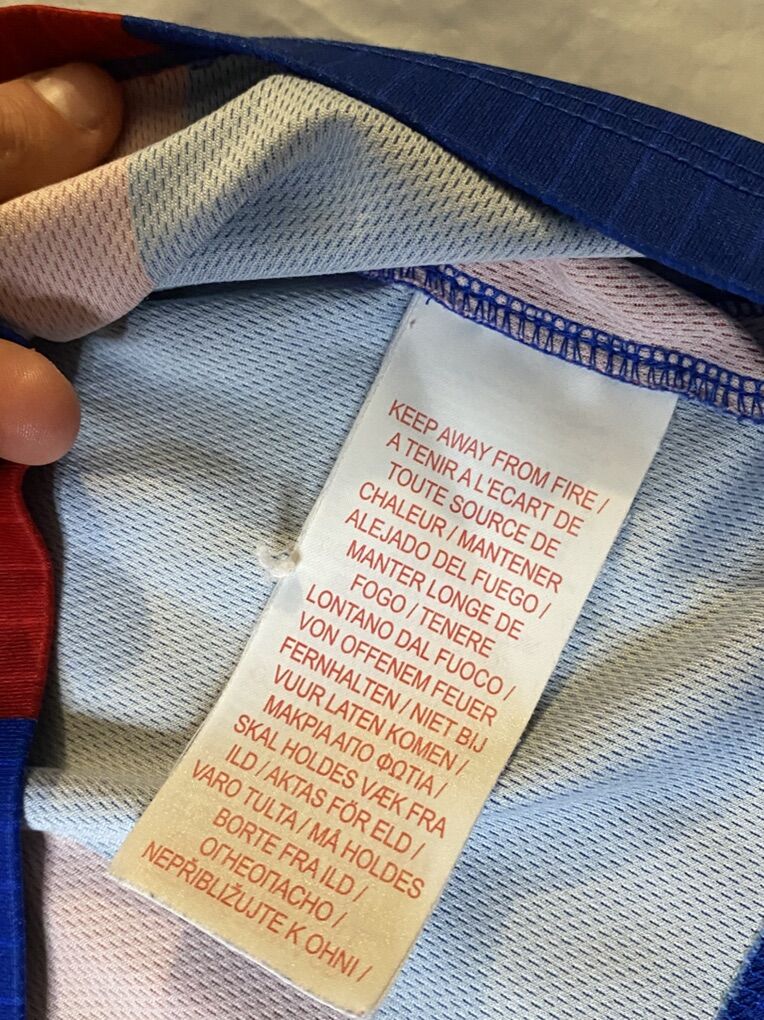 KEEP AWAY FROM FIRE /
A TENIR A L'ECART DE
TOUTE SOURCE DE
CHALEUR / MANTENER
ALEJADO DEL FUEGO /
MANTER LONGE DE
FOGO / TENERE
LONTANO DAL FUOCO /
VON OFFENEM FEUER
FERNHALTEN / NIET BIJ
VUUR LATEN KOMEN /
ΜΑΚΡΙΑ ΑΠΟ ΦΩΤΙΑ /
SKAL HOLDES VÆK FRA
ILD / AKTAS FÖR ELD /
VARO TULTA / MÅ HOLDES
BORTE FRA ILD /
ОГНЕОПАСНО /
NEPŘIBLIŽUJTE K OHNI /